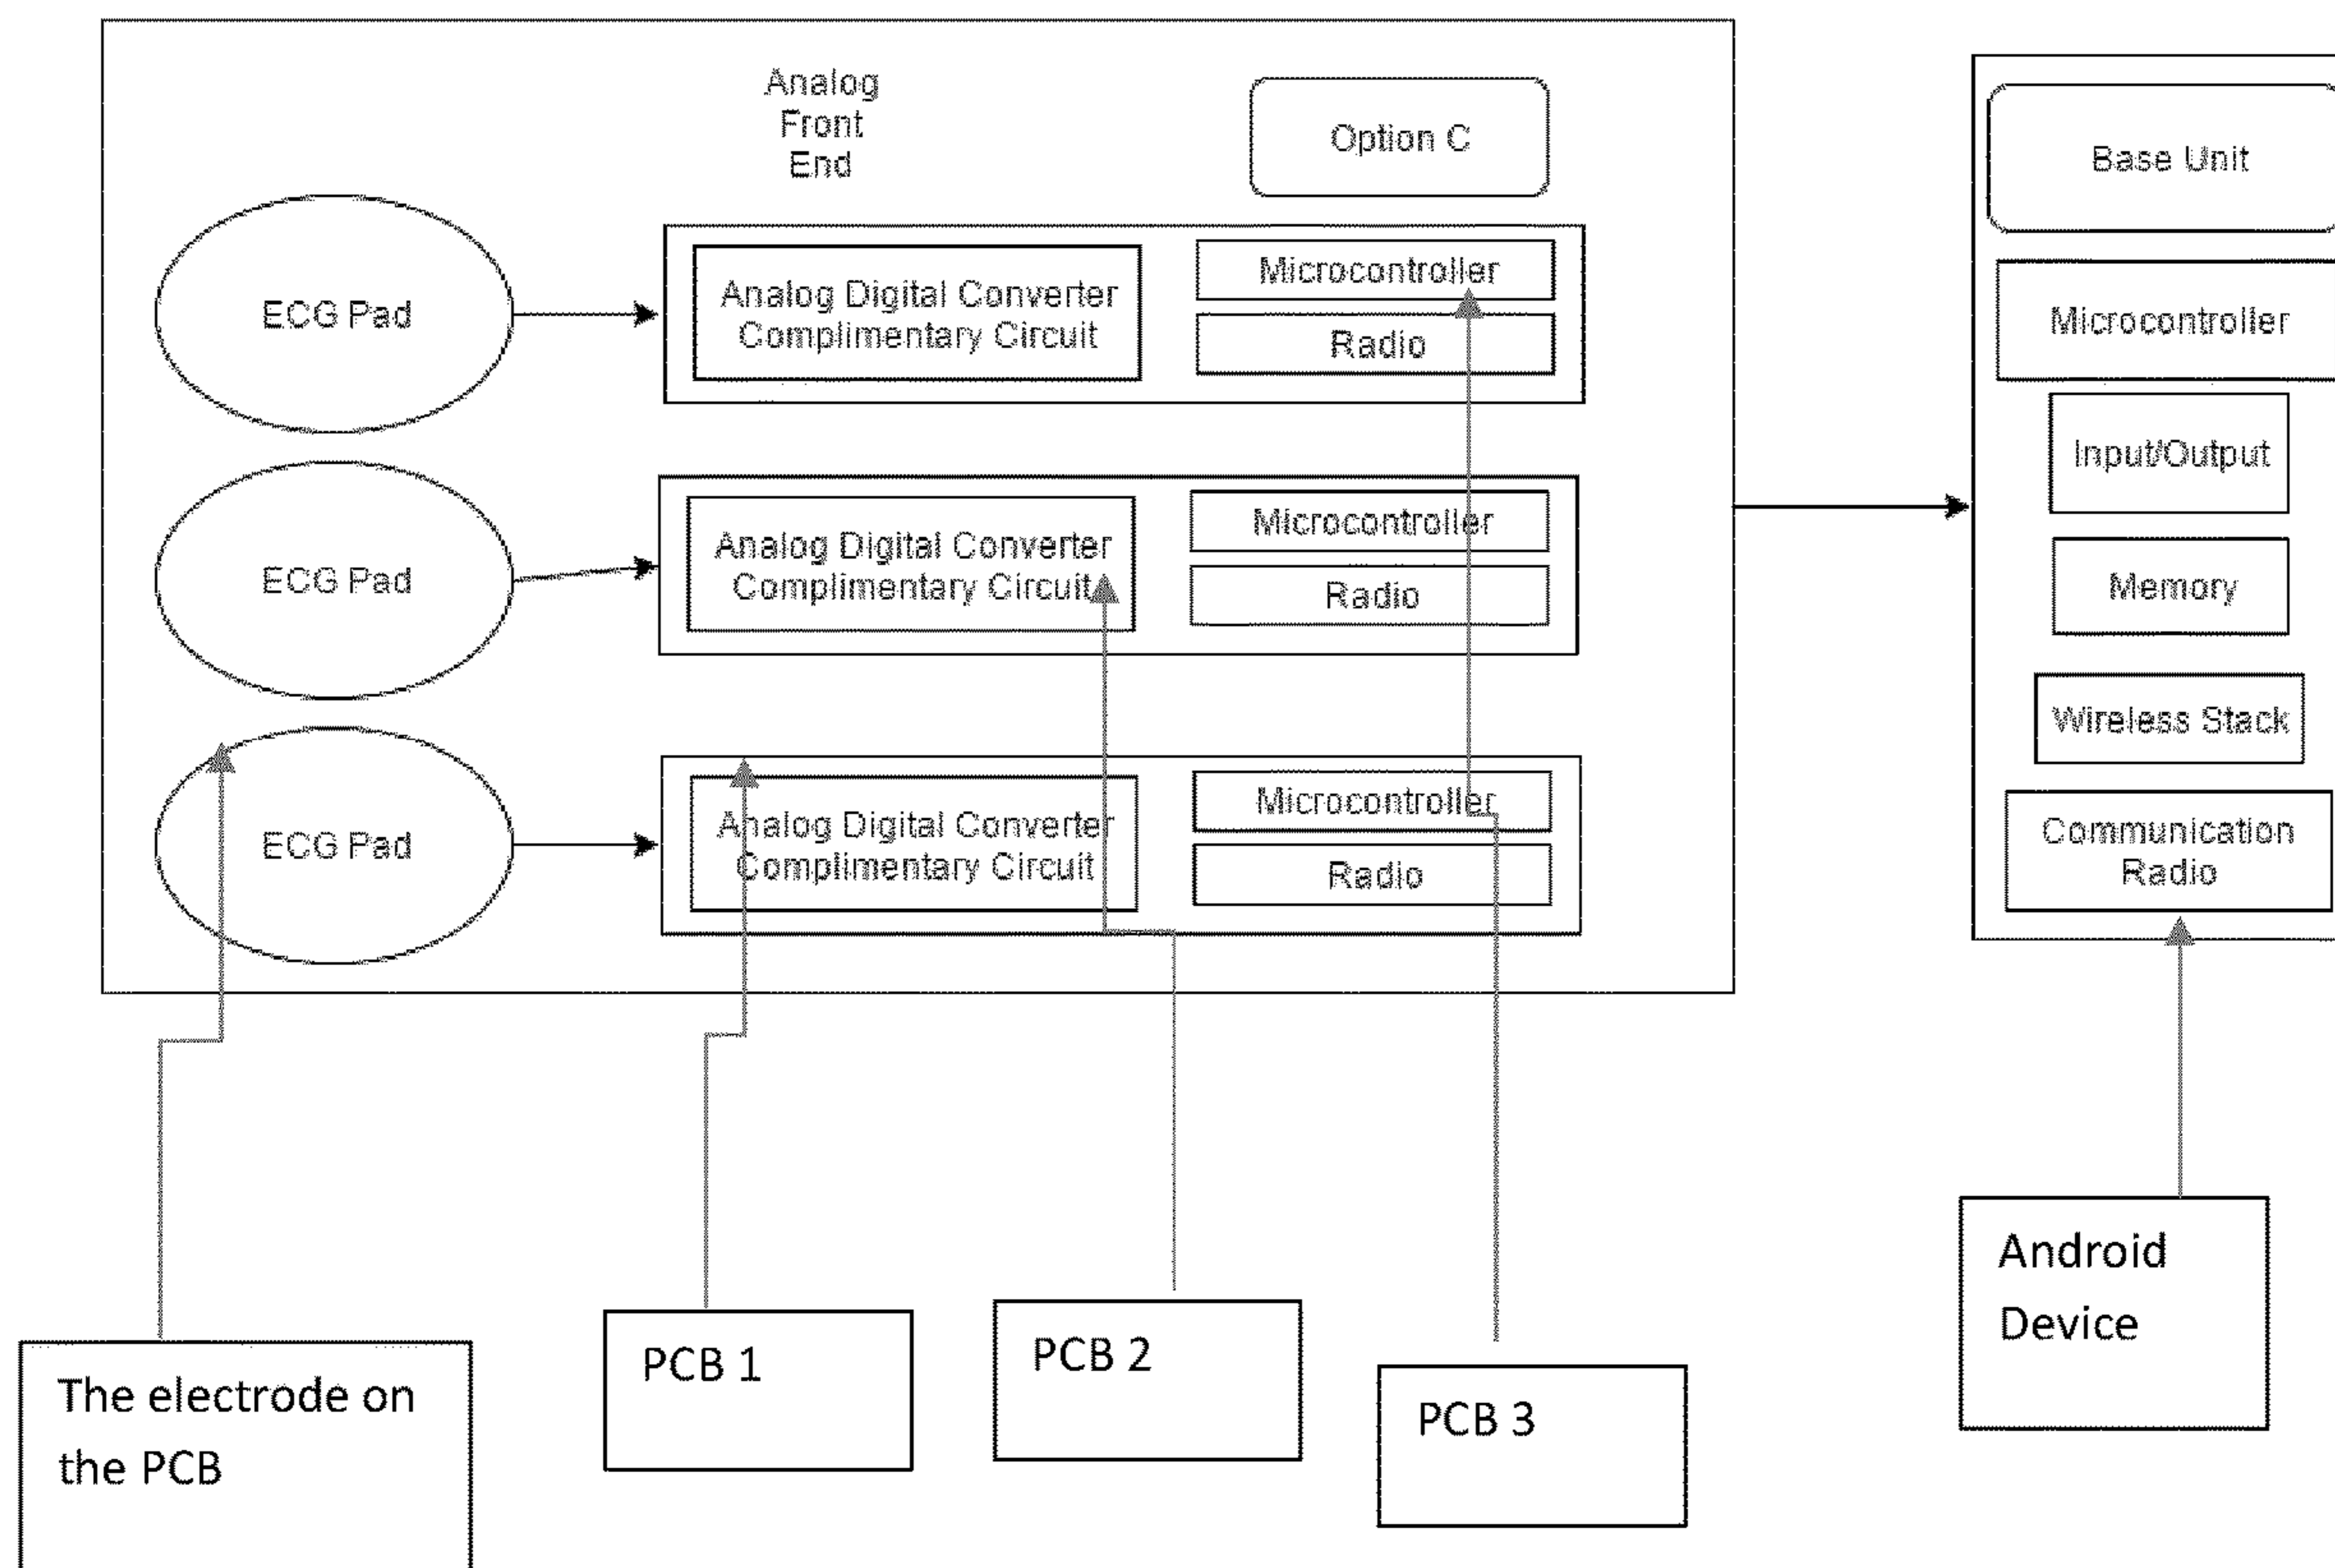 Analog
Front
End
Option C
ECG Pad
Analog Digital Converter
Complimentary Circuit
Microcontroller
Radio
ECG Pad
Analog Digital Converter
Complimentary Circuit
Microcontroller
Radio
ECG Pad
Analog Digital Converter
Complimentary Circuit
Microcontroller
Radio
Base Unit
Microcontroller
Input/Output
Memory
Wireless Stack
Communication
Radio
The electrode on
the PCB
PCB 1
PCB 2
PCB 3
Android
Device